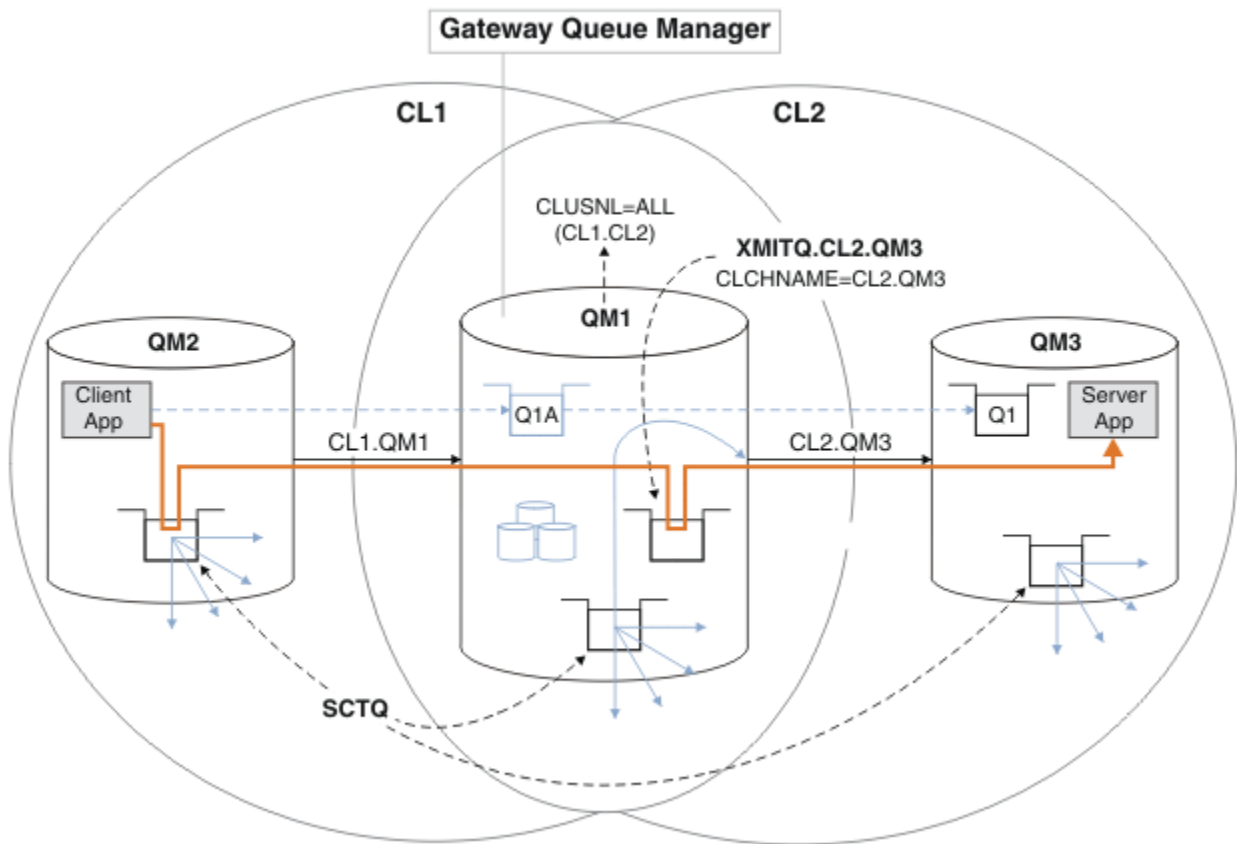 Gateway Queue Manager
CL1
CL2
CLUSNL=ALL
(CL1.CL2)
XMITQ.CL2.QM3
CLCHNAME=CL2.QM3
QM2
QM1
QM3
Client
App
Q1A
Q1
Server
App
CL1.QM1
CL2.QM3
SCTQ